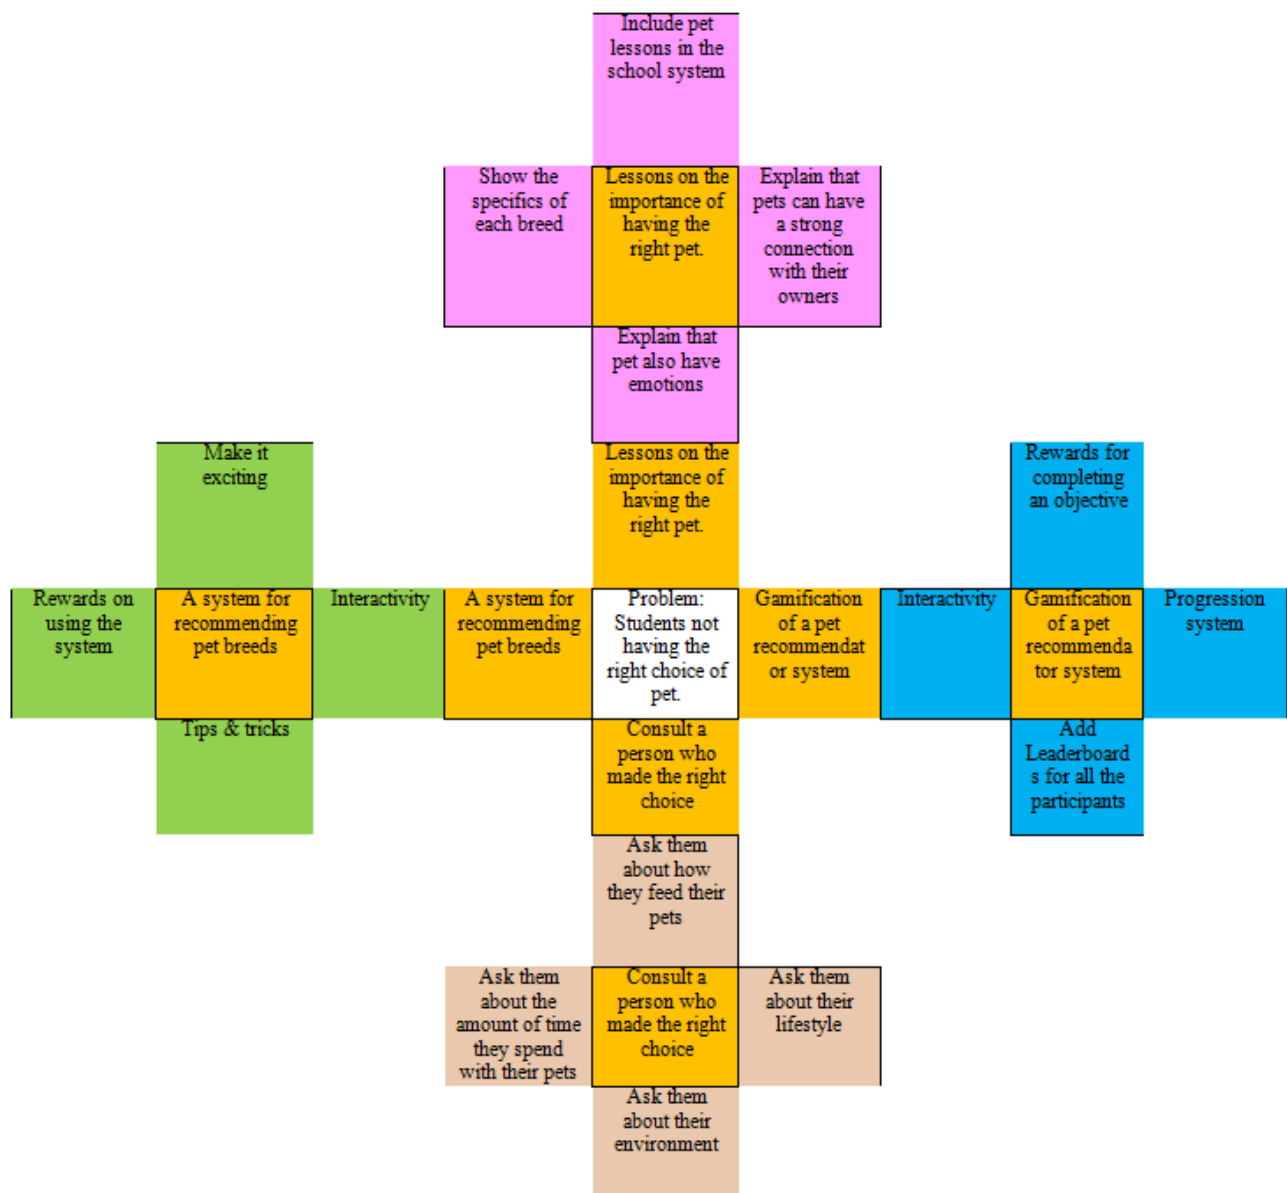 Include pet
lessons in the
school system
Show the
specifics of
each breed
Lessons on the
importance of
having the
right pet.
Explain that
pets can have
a strong
connection
with their
owners
Explain that
pet also have
emotions
Make it
exciting
Lessons on the
importance of
having the
right pet.
Rewards for
completing
an objective
Rewards on
using the
system
A system for
recommending
pet breeds
Interactivity
A system for
recommending
pet breeds
Problem:
Students not
having the
right choice of
pet.
Gamification
of a pet
recommendat
or system
Interactivity
Gamification
of a pet
recommenda
tor system
Progression
system
Tips & tricks
Consult a
person who
made the right
choice
Add
Leaderboard
s for all the
participants
Ask them
about how
they feed their
pets
Ask them
about the
amount of time
they spend
with their pets
Consult a
person who
made the right
choice
Ask them
about their
lifestyle
Ask them
about their
environment